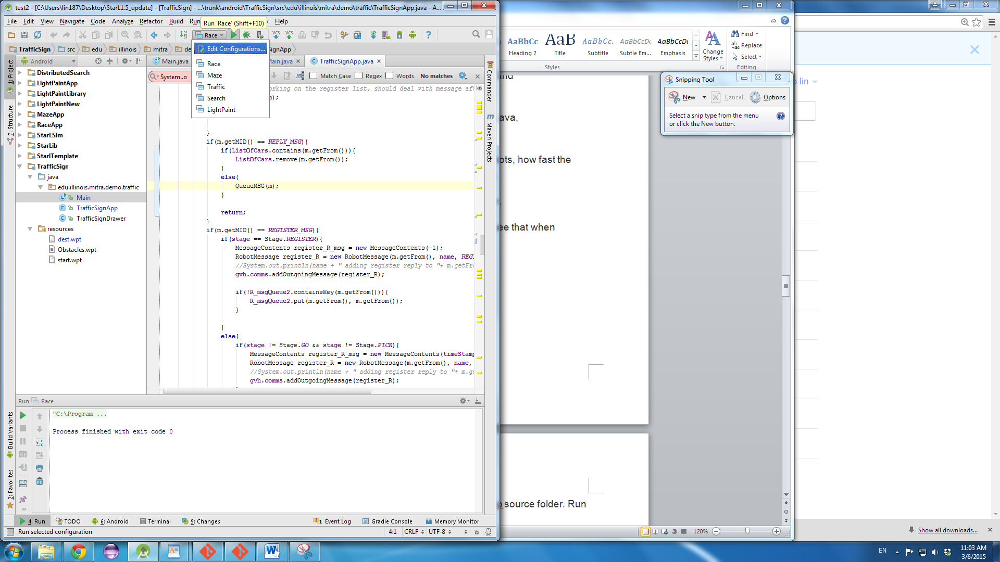 test2 - [C:\Users\lin187\Desktop\StarL1.5_update] - [TrafficSign] - ...\trunk\android\TrafficSign\src\edu\illinois\mitra\demo\traffic\TrafficSignApp.java - A...
File Edit View Navigate Code Analyze Refactor Build Run Help
Run 'Race' (Shift+F10)
Race
TrafficSign src edu illinois mitra de SignApp
Edit Configurations...
Race
Maze
Traffic
Search
LightPaint
Android
Main.java
Main.java
TrafficSignApp.java
System..o
Match Case Regex Words No matches
1: Project
7: Structure
Build Variants
2: Favorites
DistributedSearch
LightPaintApp
LightPaintLibrary
LightPaintNew
MazeApp
RaceApp
StarLSim
StarLib
StarlTemplate
TrafficSign
java
edu.illinois.mitra.demo.traffic
Main
TrafficSignApp
TrafficSignDrawer
resources
dest.wpt
Obstacles.wpt
start.wpt
orking on the register list, should deal with message af
m);
}
if(m.getMID() == REPLY_MSG){
if(ListOfCars.contains(m.getFrom())){
ListOfCars.remove(m.getFrom());
}
else{
QueueMSG(m);
}
return;
}
if(m.getMID() == REGISTER_MSG){
if(stage == Stage.REGISTER){
MessageContents register_R_msg = new MessageContents(-1);
RobotMessage register_R = new RobotMessage(m.getFrom(), name, REGI
//System.out.println(name + " adding register reply to "+ m.getFro
gvh.comms.addOutgoingMessage(register_R);
if(!R_msgQueue2.containsKey(m.getFrom())){
R_msgQueue2.put(m.getFrom(), m.getFrom());
}
}
else{
if(stage != Stage.GO && stage != Stage.PICK){
MessageContents register_R_msg = new MessageContents(timeStamp
RobotMessage register_R = new RobotMessage(m.getFrom(), name,
//System.out.println(name + " adding register reply to "+ m.ge
gvh.comms.addOutgoingMessage(register_R);
Commander
m Maven Projects
Run Race
"C:\Program ...
Process finished with exit code 0
4: Run TODO 6: Android Terminal 9: Changes 1 Event Log Gradle Console Memory Monitor
Run selected configuration 4:1 CRLF UTF-8
AaBbCc AaB AaBbCc. AaBbCcDc AaBbCcDc
Heading 2 Title Subtitle Subtle Em... Emphasis
Change Styles
Find
Replace
Select
Styles Editing
and
ava,
ots, how fast the
ee that when
source folder. Run
120%
Snipping Tool
New Cancel Options
Select a snip type from the menu
or click the New button.
lin
Show all downloads...
EN
11:03 AM
3/6/2015